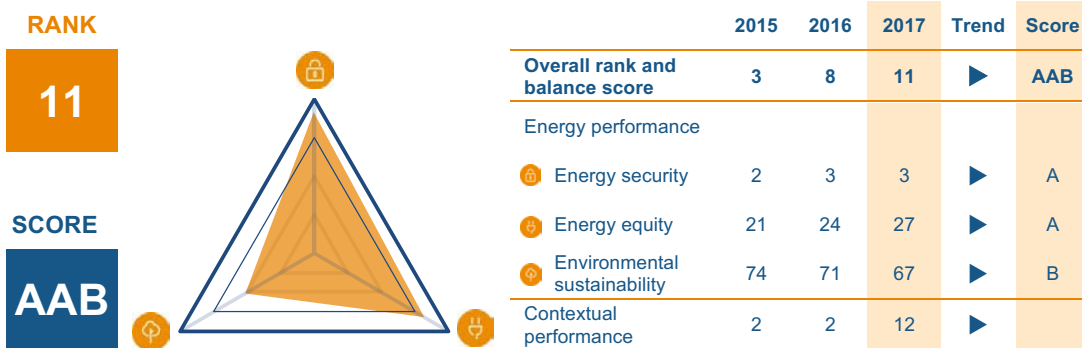 RANK
11
SCORE
AAB
2015 2016 2017 Trend Score
Overall rank and
balance score 3 8 11 AAB
Energy performance
Energy security 2 3 3 A
Energy equity 21 24 27 A
Environmental
sustainability 74 71 67 B
Contextual
performance 2 2 12